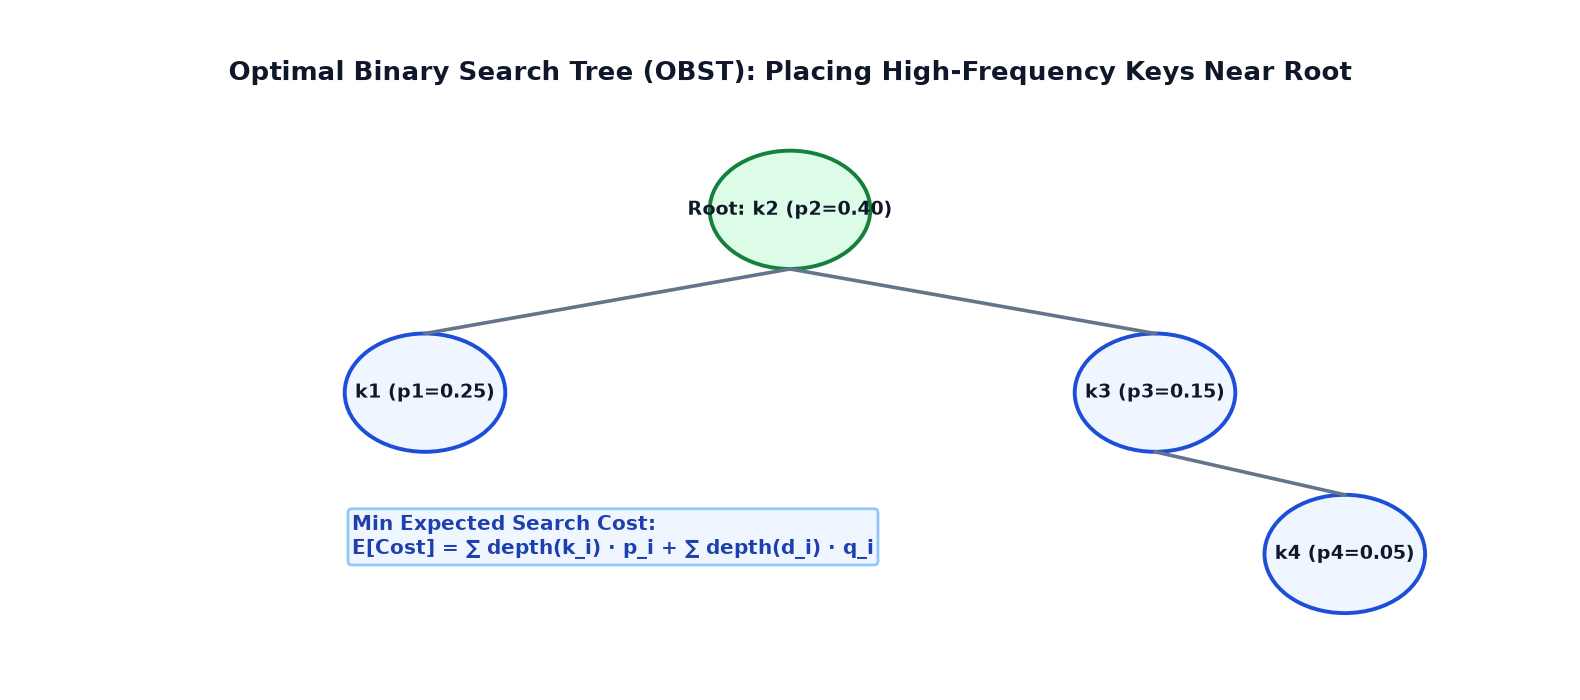 Optimal Binary Search Tree (OBST): Placing High-Frequency Keys Near Root
Root: k2 (p2=0.40)
k1 (p1=0.25)
k3 (p3=0.15)
Min Expected Search Cost:
E[Cost] = ∑ depth(k_i) · p_i + ∑ depth(d_i) · q_i
k4 (p4=0.05)